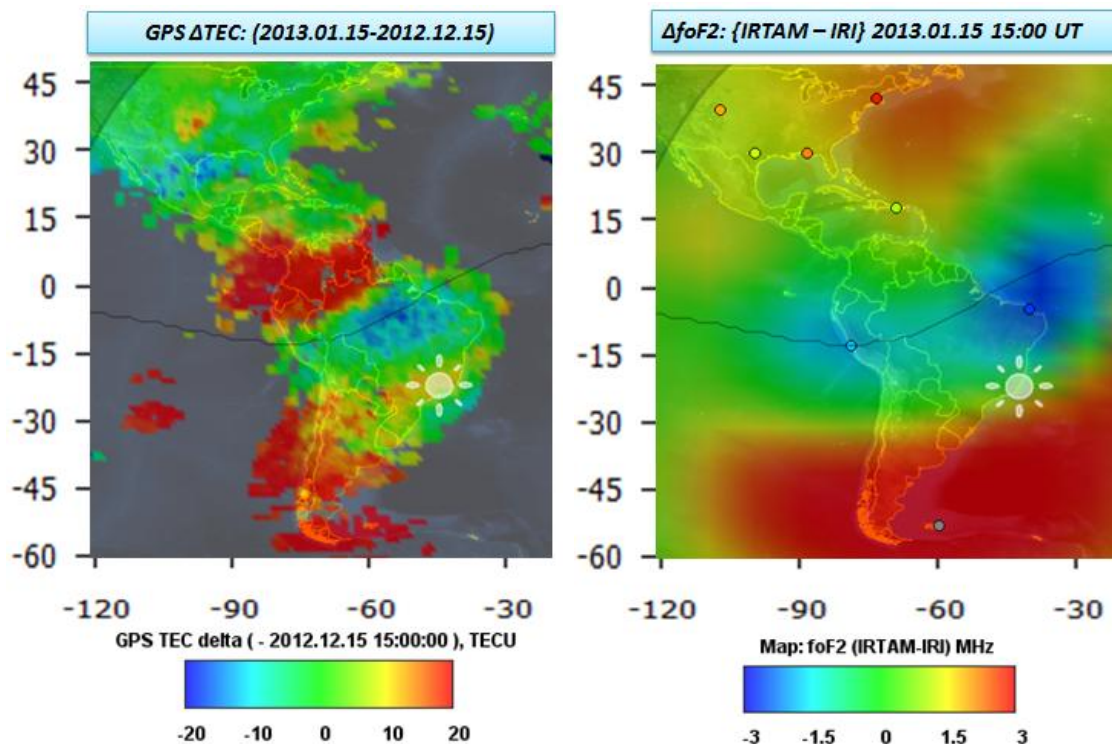 GPS ΔTEC: (2013.01.15-2012.12.15)
45
30
15
0
-15
-30
-45
-60
-120 -90 -60 -30
GPS TEC delta ( - 2012.12.15 15:00:00 ), TECU
-20 -10 0 10 20
ΔfoF2: {IRTAM – IRI} 2013.01.15 15:00 UT
45
30
15
0
-15
-30
-45
-60
-120 -90 -60 -30
Map: foF2 (IRTAM-IRI) MHz
-3 -1.5 0 1.5 3